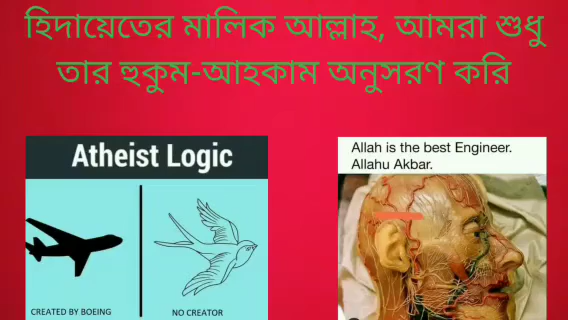 হিদায়েতের মালিক আল্লাহ, আমরা শুধু
তার হুকুম-আহকাম অনুসরণ করি
Atheist Logic
CREATED BY BOEING
NO CREATOR
Allah is the best Engineer.
Allahu Akbar.